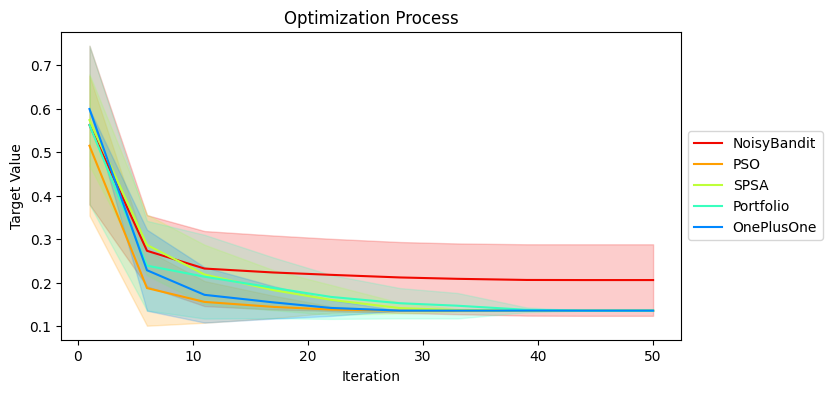 Optimization Process
Target Value
0.7
0.6
0.5
0.4
0.3
0.2
0.1
0
10
20
30
40
50
Iteration
NoisyBandit
PSO
SPSA
Portfolio
OnePlusOne